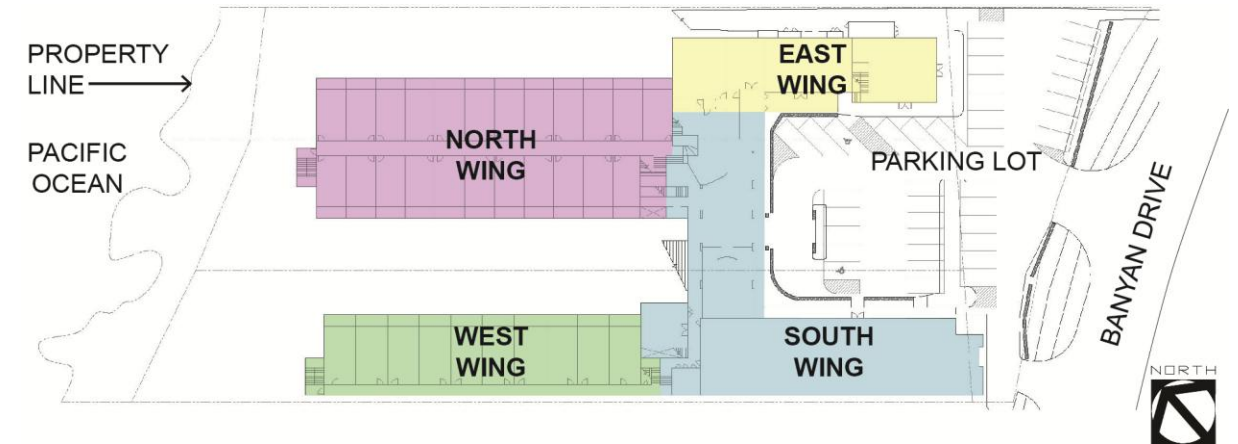 PROPERTY
LINE
PACIFIC
OCEAN
NORTH
WING
EAST
WING
PARKING LOT
BANYAN DRIVE
WEST
WING
SOUTH
WING
NORTH